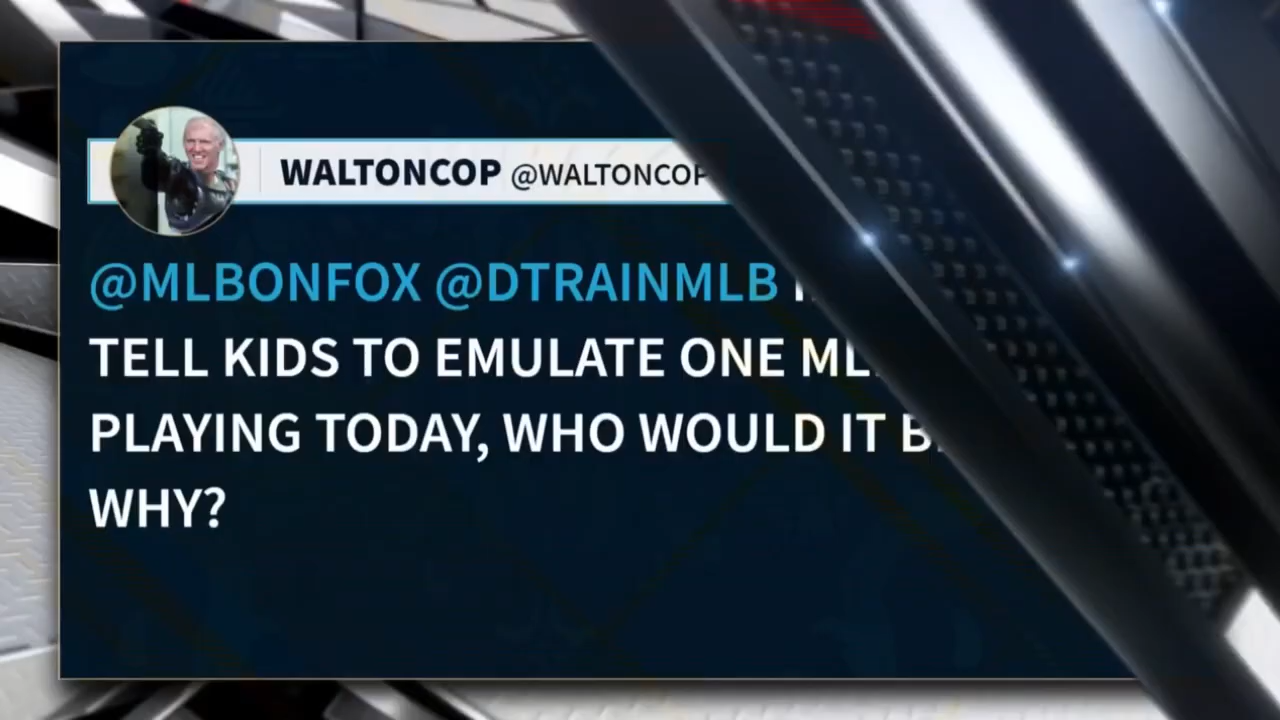 WALTONCOP @WALTONCOP
@MLBONFOX @DTRAINMLB
TELL KIDS TO EMULATE ONE
PLAYING TODAY, WHO WOULD IT
WHY?